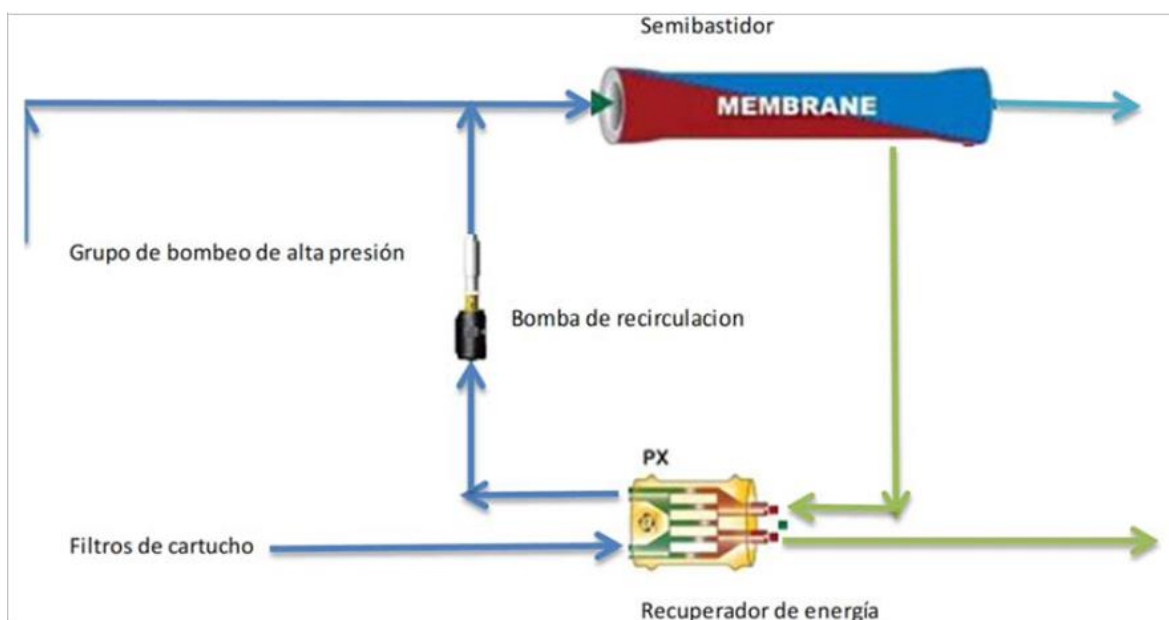 Semibastidor
MEMBRANE
Grupo de bombeo de alta presión
Bomba de recirculacion
PX
Filtros de cartucho
Recuperador de energía